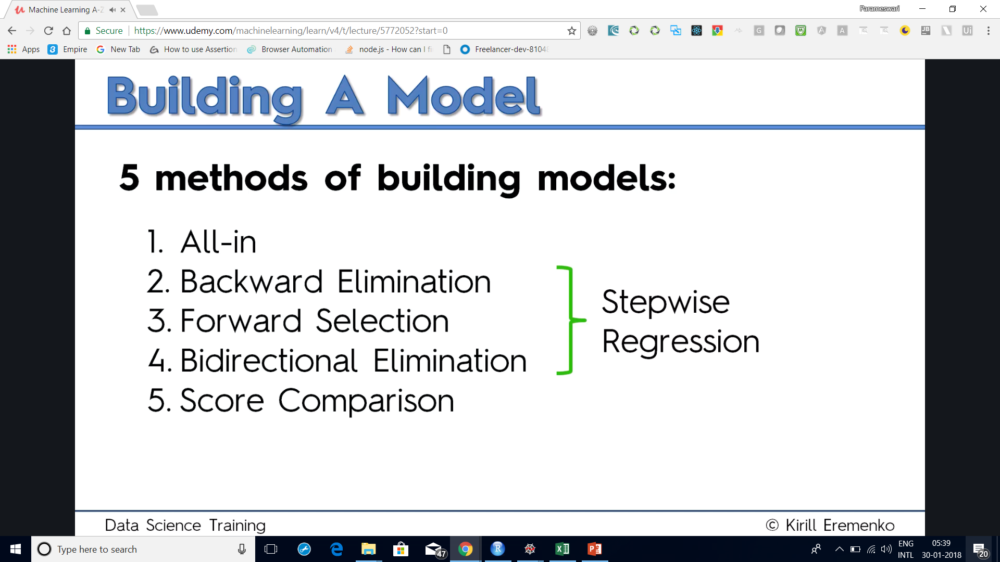 Machine Learning A-Z
Parameswari
Secure https://www.udemy.com/machinelearning/learn/v4/t/lecture/5772052?start=0
Apps Empire New Tab How to use Assertion Browser Automation node.js - How can I fi Freelancer-dev-81048
Building A Model
5 methods of building models:
1. All-in
2. Backward Elimination
3. Forward Selection
4. Bidirectional Elimination
5. Score Comparison
Stepwise
Regression
Data Science Training
© Kirill Eremenko
Type here to search
47
ENG
INTL
05:39
30-01-2018
20